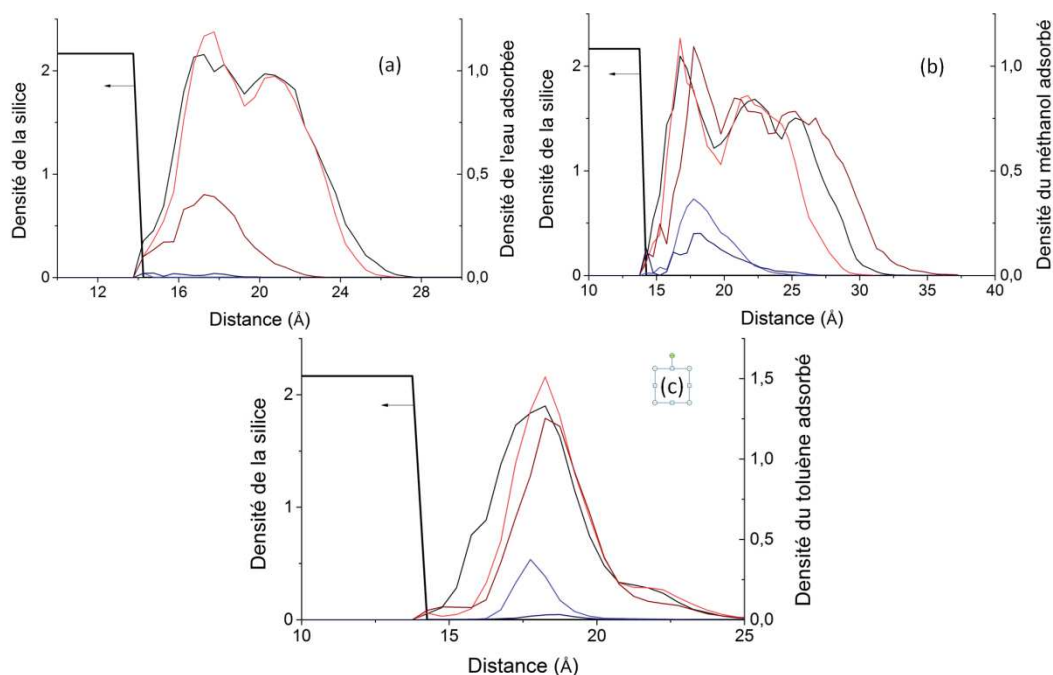 (a)
Densité de la silice
2
1
0
1,0
0,5
0,0
Densité de l'eau adsorbée
12
16
20
24
28
Distance (Å)
(b)
Densité de la silice
2
1
0
1,0
0,5
0,0
Densité du méthanol adsorbé
10
15
20
25
30
35
40
Distance (Å)
(c)
Densité de la silice
2
1
0
1,5
1,0
0,5
0,0
Densité du toluène adsorbé
10
15
20
25
Distance (Å)